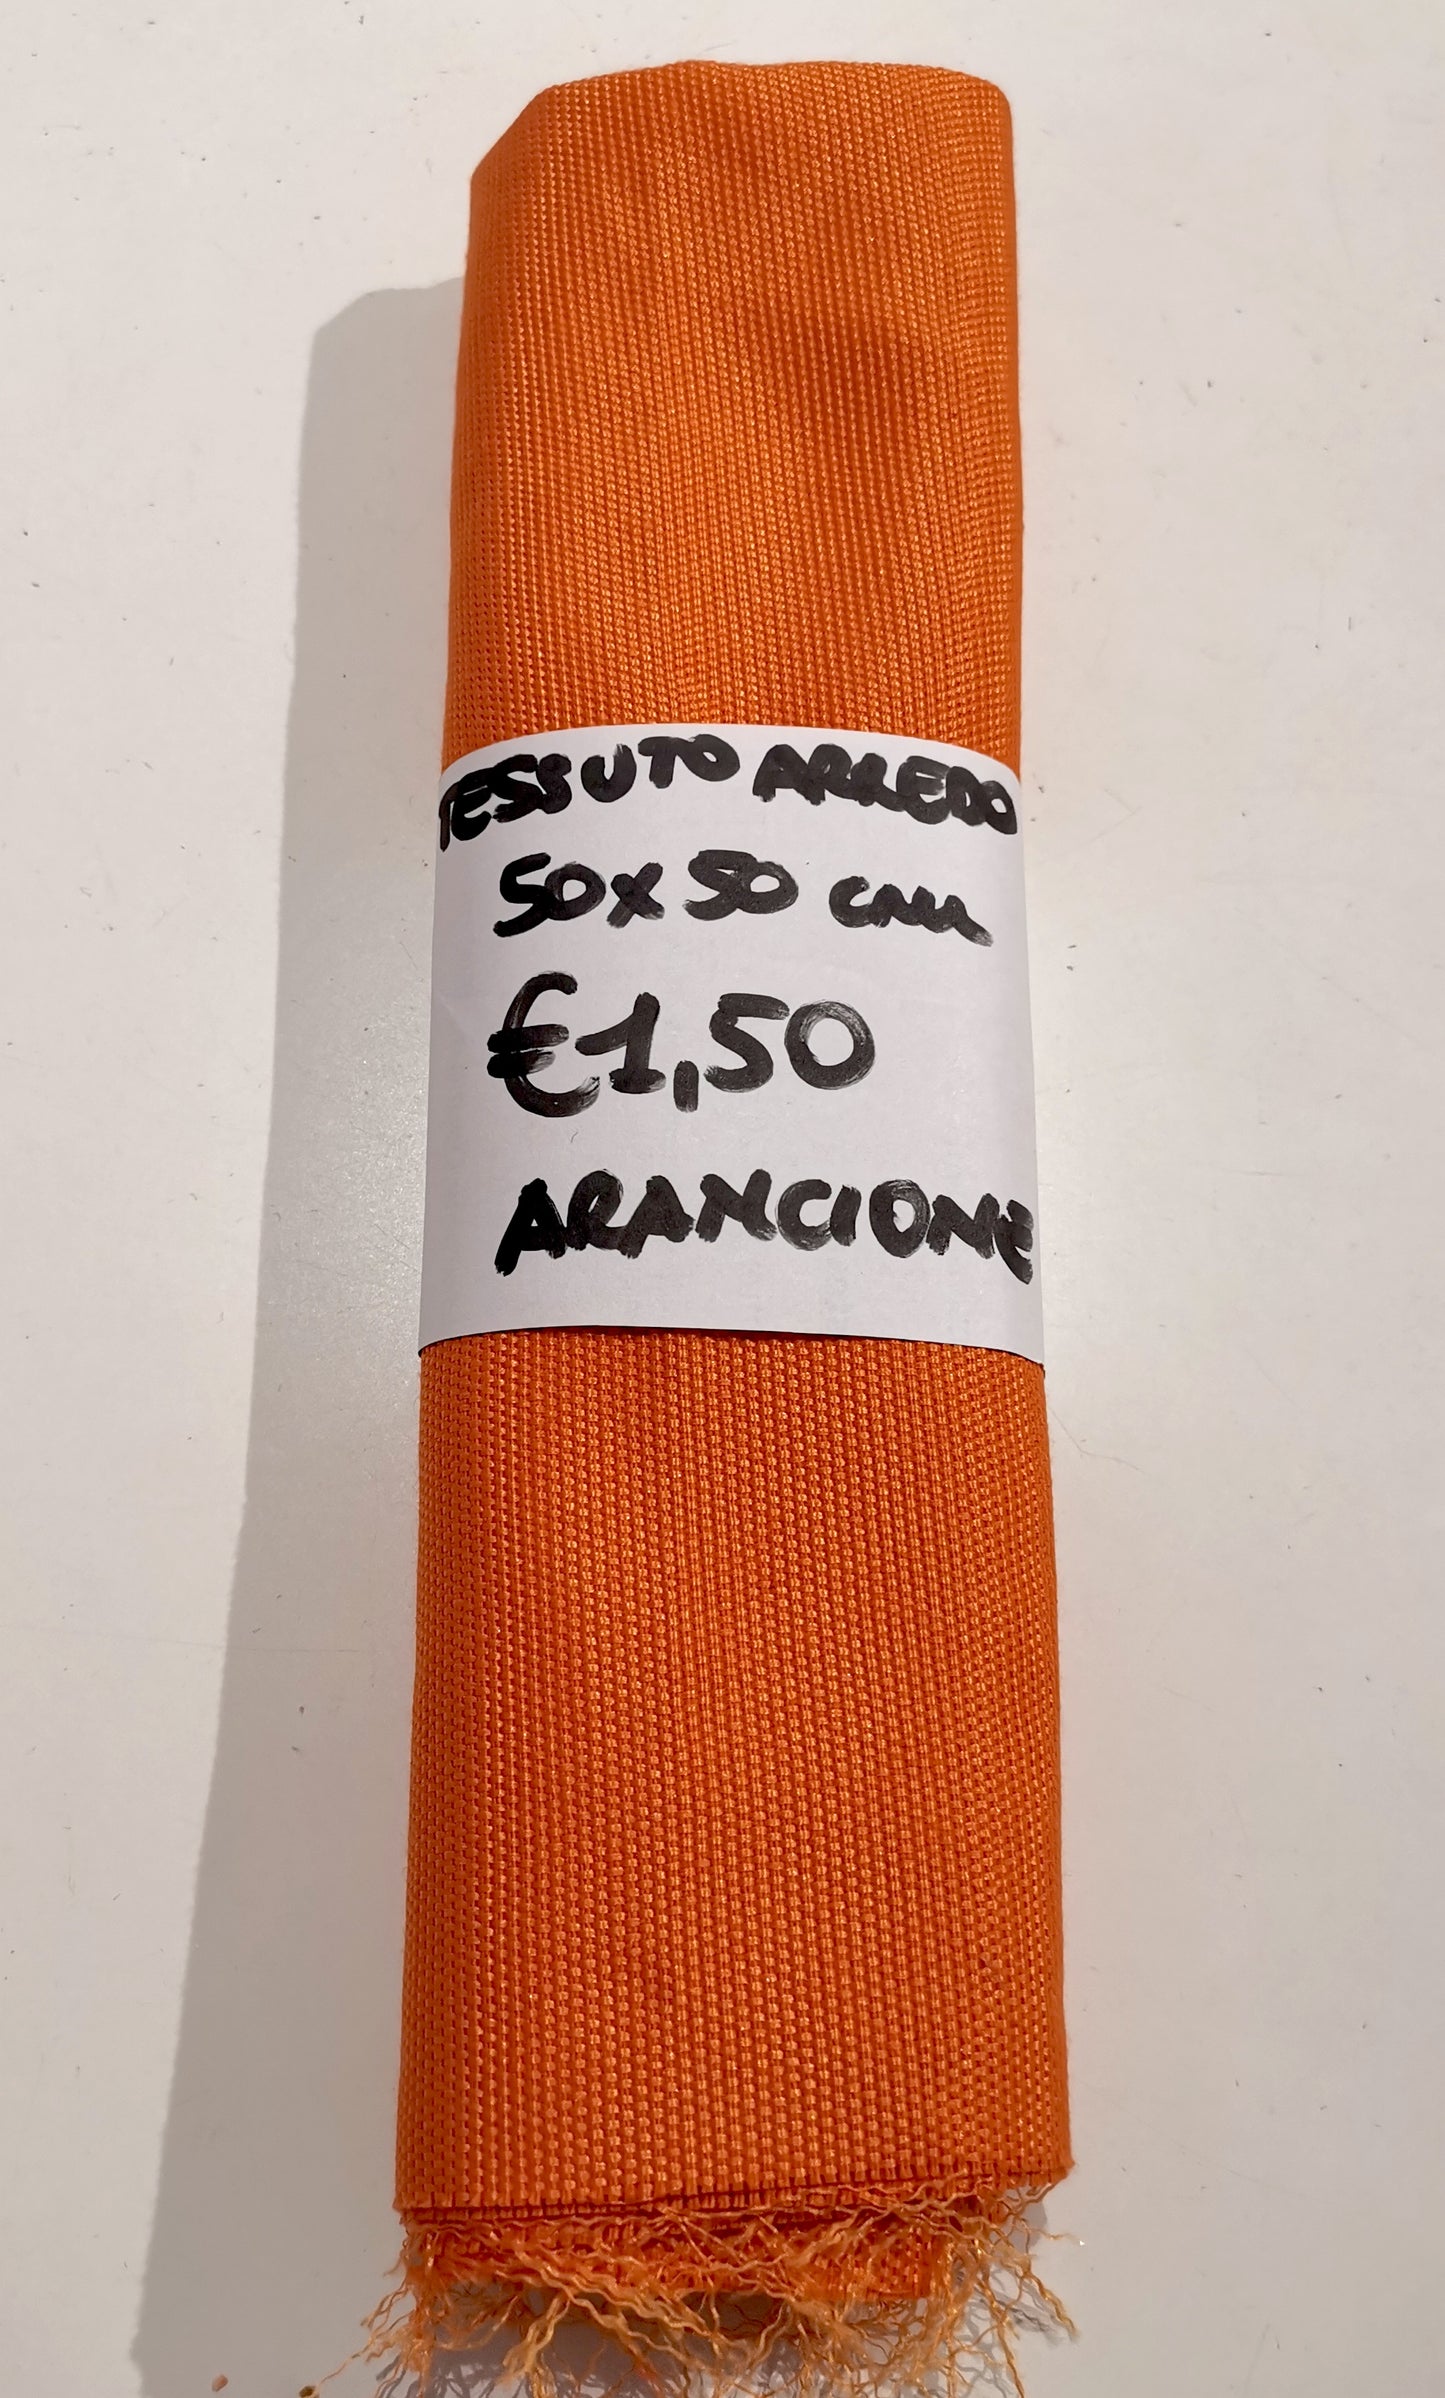 TESSUTO ARREDO
50x50 cm
€1,50
ARANCIONE